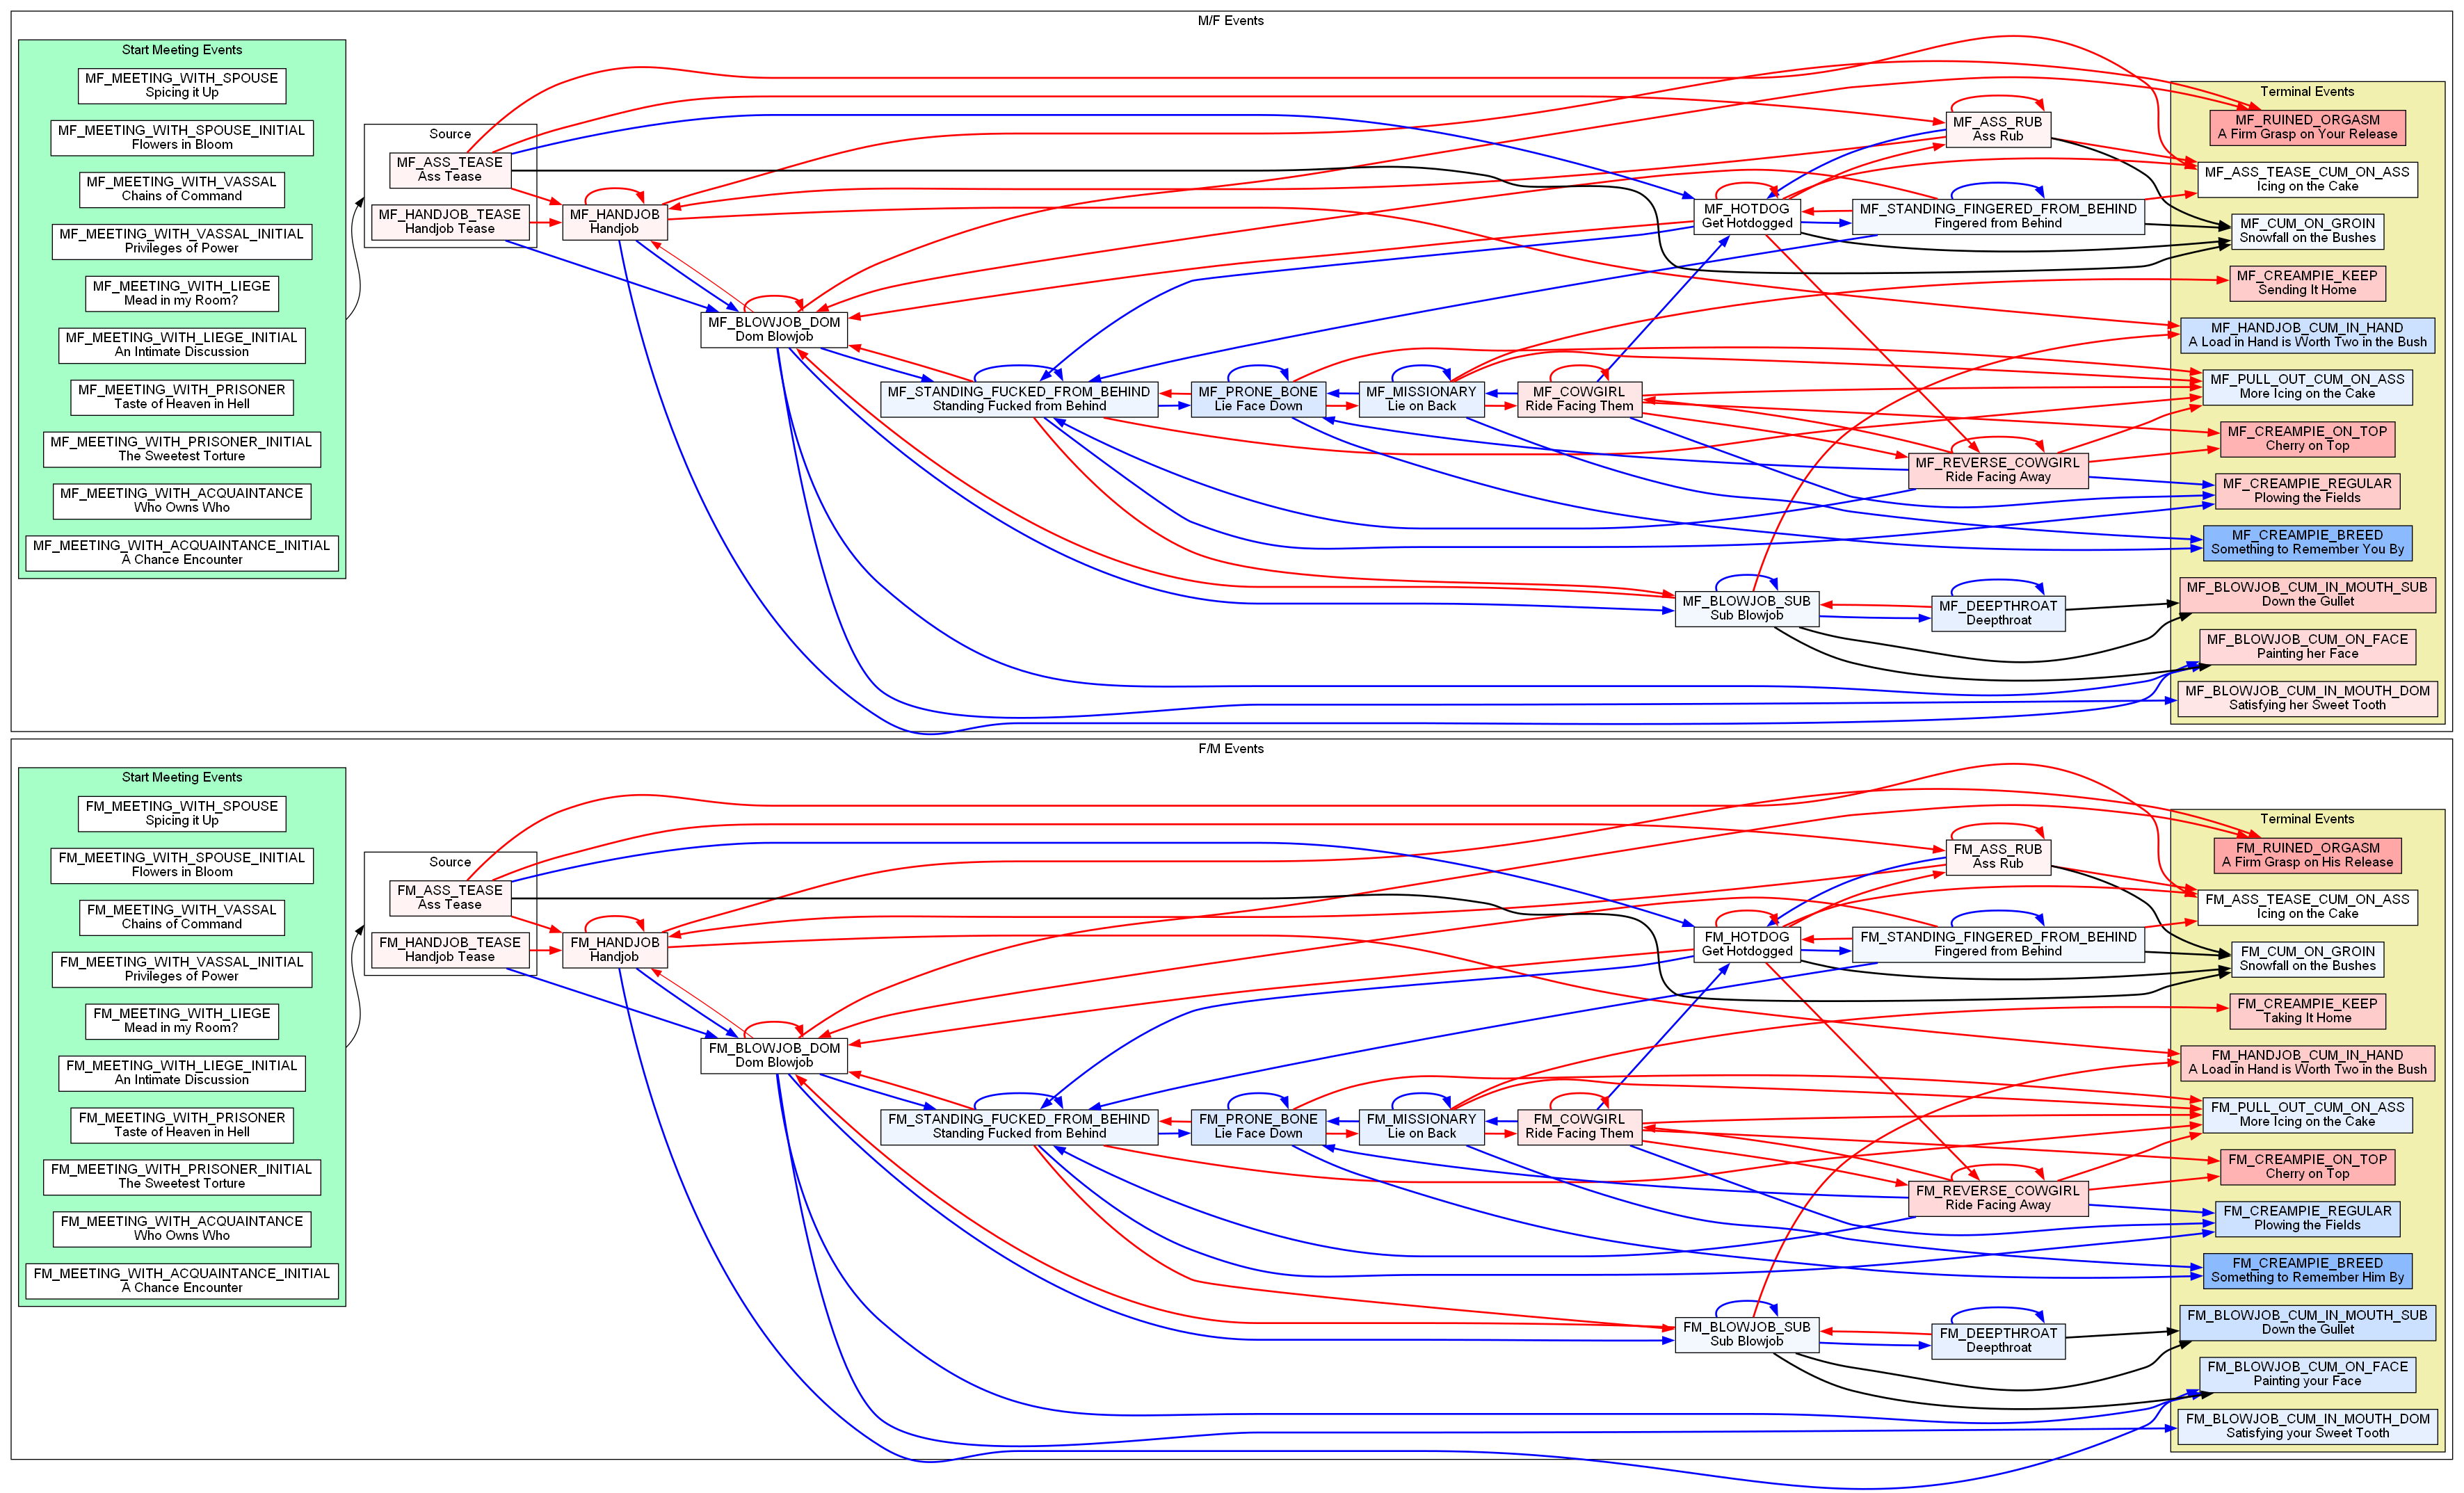 M/F Events
Start Meeting Events
MF_MEETING_WITH_SPOUSE
Spicing it Up
MF_MEETING_WITH_SPOUSE_INITIAL
Flowers in Bloom
MF_MEETING_WITH_VASSAL
Chains of Command
MF_MEETING_WITH_VASSAL_INITIAL
Privileges of Power
MF_MEETING_WITH_LIEGE
Mead in my Room?
MF_MEETING_WITH_LIEGE_INITIAL
An Intimate Discussion
MF_MEETING_WITH_PRISONER
Taste of Heaven in Hell
MF_MEETING_WITH_PRISONER_INITIAL
The Sweetest Torture
MF_MEETING_WITH_ACQUAINTANCE
Who Owns Who
MF_MEETING_WITH_ACQUAINTANCE_INITIAL
A Chance Encounter
Source
MF_ASS_TEASE
Ass Tease
MF_HANDJOB_TEASE
Handjob Tease
MF_HANDJOB
Handjob
MF_BLOWJOB_DOM
Dom Blowjob
MF_STANDING_FUCKED_FROM_BEHIND
Standing Fucked from Behind
MF_PRONE_BONE
Lie Face Down
MF_MISSIONARY
Lie on Back
MF_COWGIRL
Ride Facing Them
MF_HOTDOG
Get Hotdogged
MF_ASS_RUB
Ass Rub
MF_STANDING_FINGERED_FROM_BEHIND
Fingered from Behind
MF_REVERSE_COWGIRL
Ride Facing Away
MF_BLOWJOB_SUB
Sub Blowjob
MF_DEEPTHROAT
Deepthroat
Terminal Events
MF_RUINED_ORGASM
A Firm Grasp on Your Release
MF_ASS_TEASE_CUM_ON_ASS
Icing on the Cake
MF_CUM_ON_GROIN
Snowfall on the Bushes
MF_CREAMPIE_KEEP
Sending It Home
MF_HANDJOB_CUM_IN_HAND
A Load in Hand is Worth Two in the Bush
MF_PULL_OUT_CUM_ON_ASS
More Icing on the Cake
MF_CREAMPIE_ON_TOP
Cherry on Top
MF_CREAMPIE_REGULAR
Plowing the Fields
MF_CREAMPIE_BREED
Something to Remember You By
MF_BLOWJOB_CUM_IN_MOUTH_SUB
Down the Gullet
MF_BLOWJOB_CUM_ON_FACE
Painting her Face
MF_BLOWJOB_CUM_IN_MOUTH_DOM
Satisfying her Sweet Tooth
F/M Events
Start Meeting Events
FM_MEETING_WITH_SPOUSE
Spicing it Up
FM_MEETING_WITH_SPOUSE_INITIAL
Flowers in Bloom
FM_MEETING_WITH_VASSAL
Chains of Command
FM_MEETING_WITH_VASSAL_INITIAL
Privileges of Power
FM_MEETING_WITH_LIEGE
Mead in my Room?
FM_MEETING_WITH_LIEGE_INITIAL
An Intimate Discussion
FM_MEETING_WITH_PRISONER
Taste of Heaven in Hell
FM_MEETING_WITH_PRISONER_INITIAL
The Sweetest Torture
FM_MEETING_WITH_ACQUAINTANCE
Who Owns Who
FM_MEETING_WITH_ACQUAINTANCE_INITIAL
A Chance Encounter
Source
FM_ASS_TEASE
Ass Tease
FM_HANDJOB_TEASE
Handjob Tease
FM_HANDJOB
Handjob
FM_BLOWJOB_DOM
Dom Blowjob
FM_STANDING_FUCKED_FROM_BEHIND
Standing Fucked from Behind
FM_PRONE_BONE
Lie Face Down
FM_MISSIONARY
Lie on Back
FM_COWGIRL
Ride Facing Them
FM_HOTDOG
Get Hotdogged
FM_ASS_RUB
Ass Rub
FM_STANDING_FINGERED_FROM_BEHIND
Fingered from Behind
FM_REVERSE_COWGIRL
Ride Facing Away
FM_BLOWJOB_SUB
Sub Blowjob
FM_DEEPTHROAT
Deepthroat
Terminal Events
FM_RUINED_ORGASM
A Firm Grasp on His Release
FM_ASS_TEASE_CUM_ON_ASS
Icing on the Cake
FM_CUM_ON_GROIN
Snowfall on the Bushes
FM_CREAMPIE_KEEP
Taking It Home
FM_HANDJOB_CUM_IN_HAND
A Load in Hand is Worth Two in the Bush
FM_PULL_OUT_CUM_ON_ASS
More Icing on the Cake
FM_CREAMPIE_ON_TOP
Cherry on Top
FM_CREAMPIE_REGULAR
Plowing the Fields
FM_CREAMPIE_BREED
Something to Remember Him By
FM_BLOWJOB_CUM_IN_MOUTH_SUB
Down the Gullet
FM_BLOWJOB_CUM_ON_FACE
Painting your Face
FM_BLOWJOB_CUM_IN_MOUTH_DOM
Satisfying your Sweet Tooth